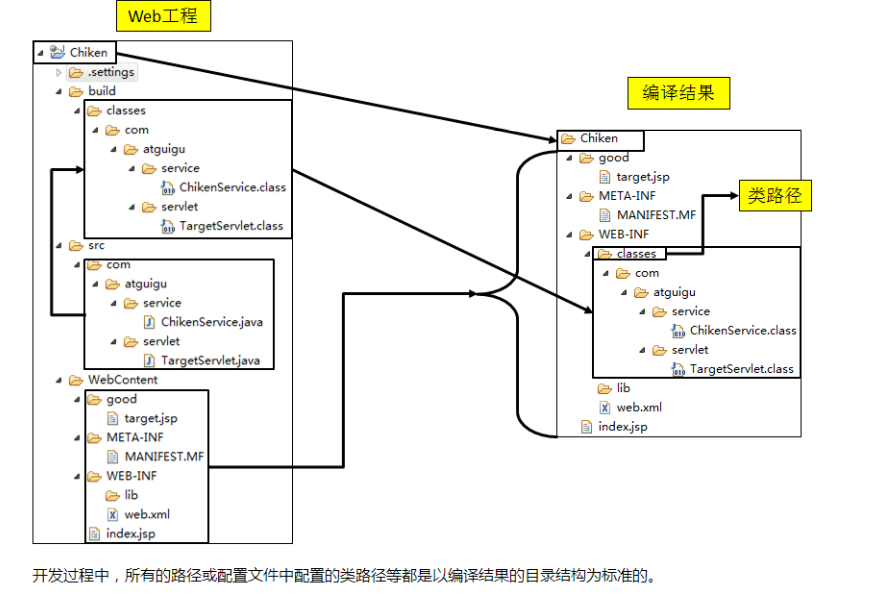 Web工程
Chiken
.settings
build
classes
com
atguigu
service
ChikenService.class
servlet
TargetServlet.class
src
com
atguigu
service
ChikenService.java
servlet
TargetServlet.java
WebContent
good
target.jsp
META-INF
MANIFEST.MF
WEB-INF
lib
web.xml
index.jsp
编译结果
Chiken
good
target.jsp
META-INF
MANIFEST.MF
类路径
WEB-INF
classes
com
atguigu
service
ChikenService.class
servlet
TargetServlet.class
lib
web.xml
index.jsp
开发过程中，所有的路径或配置文件中配置的类路径等都是以编译结果的目录结构为标准的。